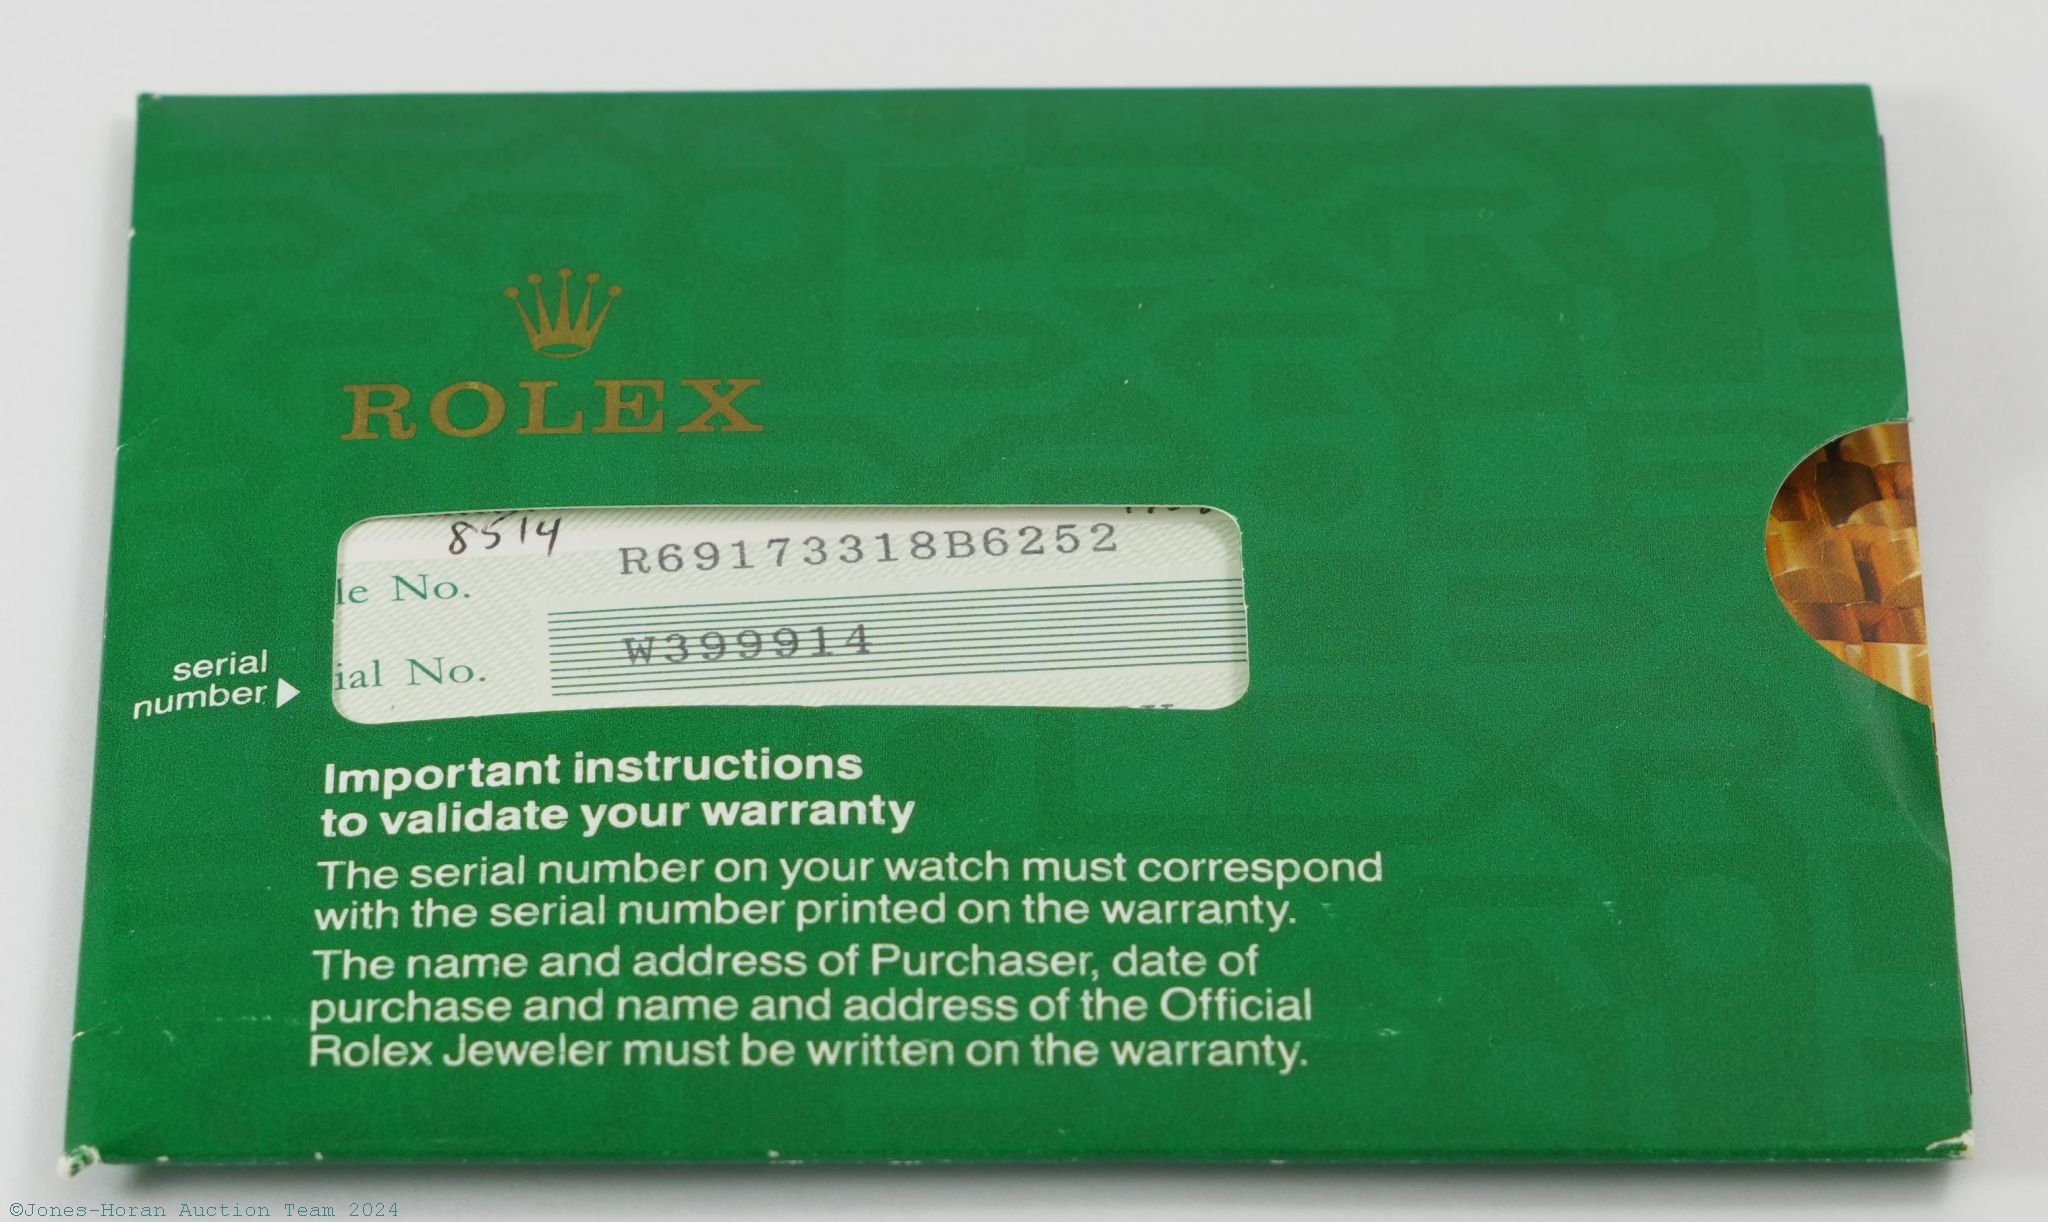 ROLEX
8514
R69173318B6252
le No.
W399914
ial No.
serial
number
Important instructions
to validate your warranty
The serial number on your watch must correspond
with the serial number printed on the warranty.
The name and address of Purchaser, date of
purchase and name and address of the Official
Rolex Jeweler must be written on the warranty.
©Jones-Horan Auction Team 2024